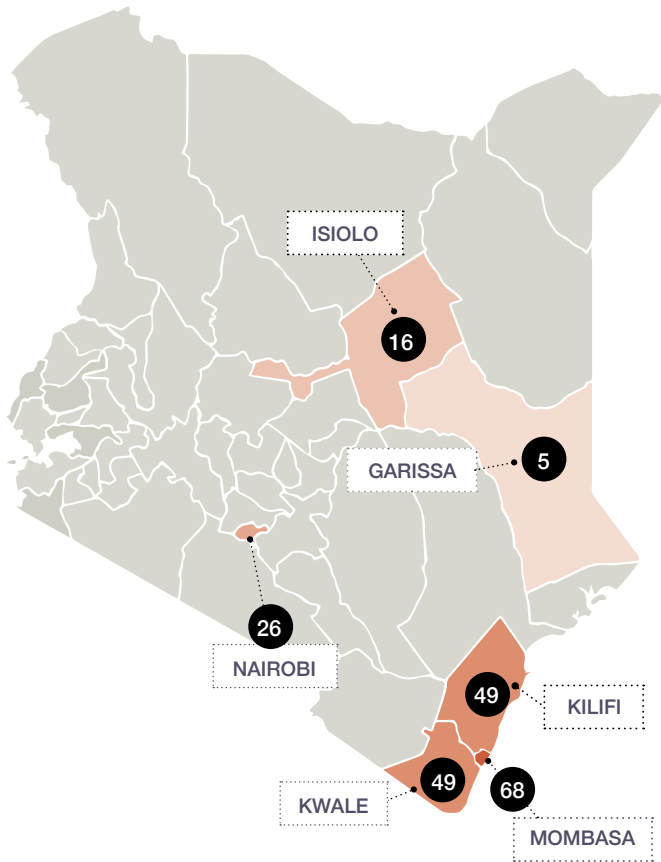 ISIOLO
16
GARISSA
5
26
NAIROBI
49
KILIFI
49
KWALE
68
MOMBASA